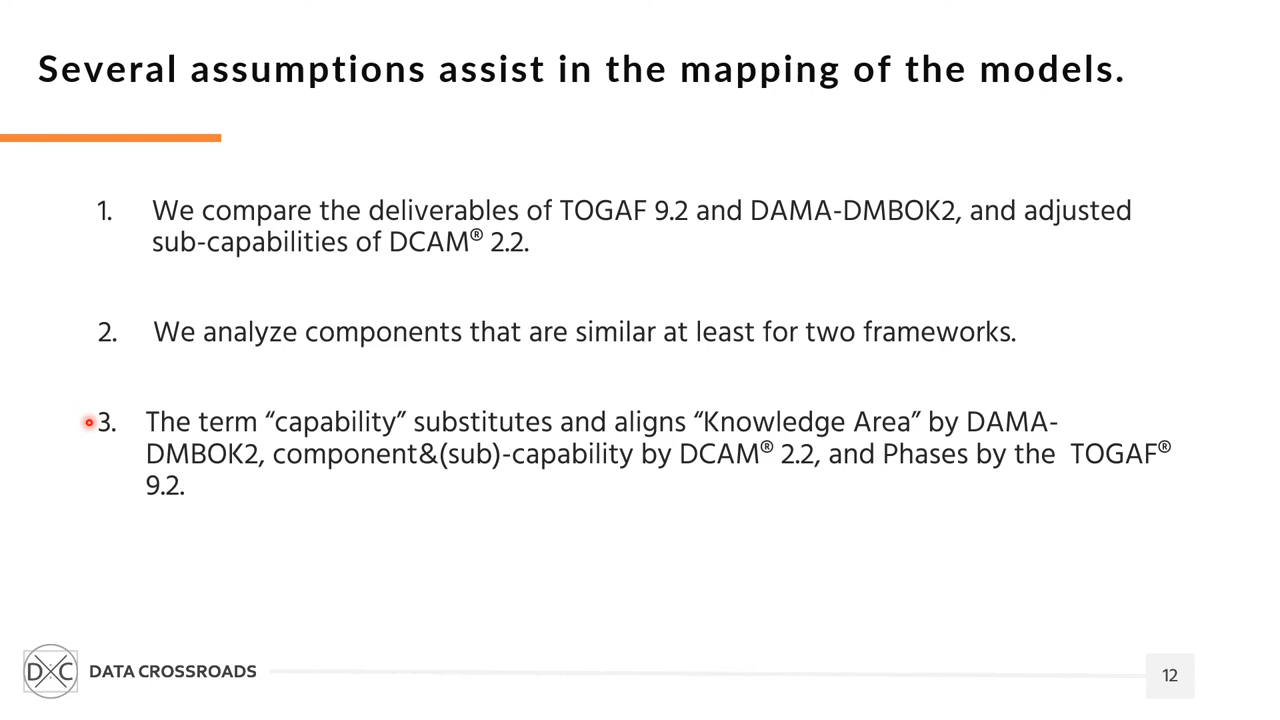 Several assumptions assist in the mapping of the models.
1. We compare the deliverables of TOGAF 9.2 and DAMA-DMBOK2, and adjusted
sub-capabilities of DCAM® 2.2.
2. We analyze components that are similar at least for two frameworks.
3. The term “capability” substitutes and aligns “Knowledge Area” by DAMA-
DMBOK2, component&(sub)-capability by DCAM® 2.2, and Phases by the TOGAF®
9.2.
DXC DATA CROSSROADS
12